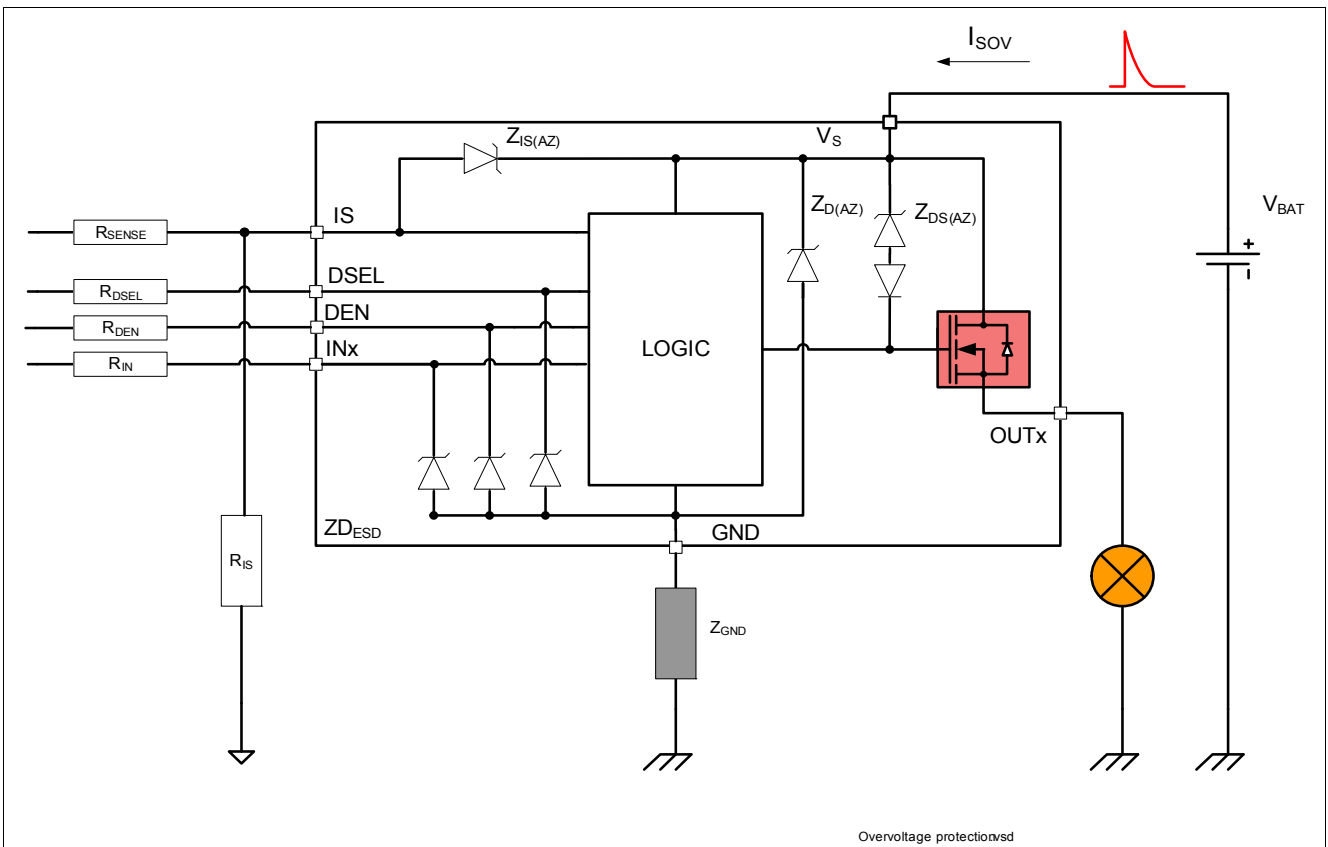 ISOV
ZIS(AZ)
VS
IS
ZD(AZ)
ZDS(AZ)
VBAT
RSENSE
+
-
DSEL
RDSEL
DEN
RDEN
INx
LOGIC
RIN
OUTx
ZDESD
GND
RIS
ZGND
Overvoltage protection.vsd